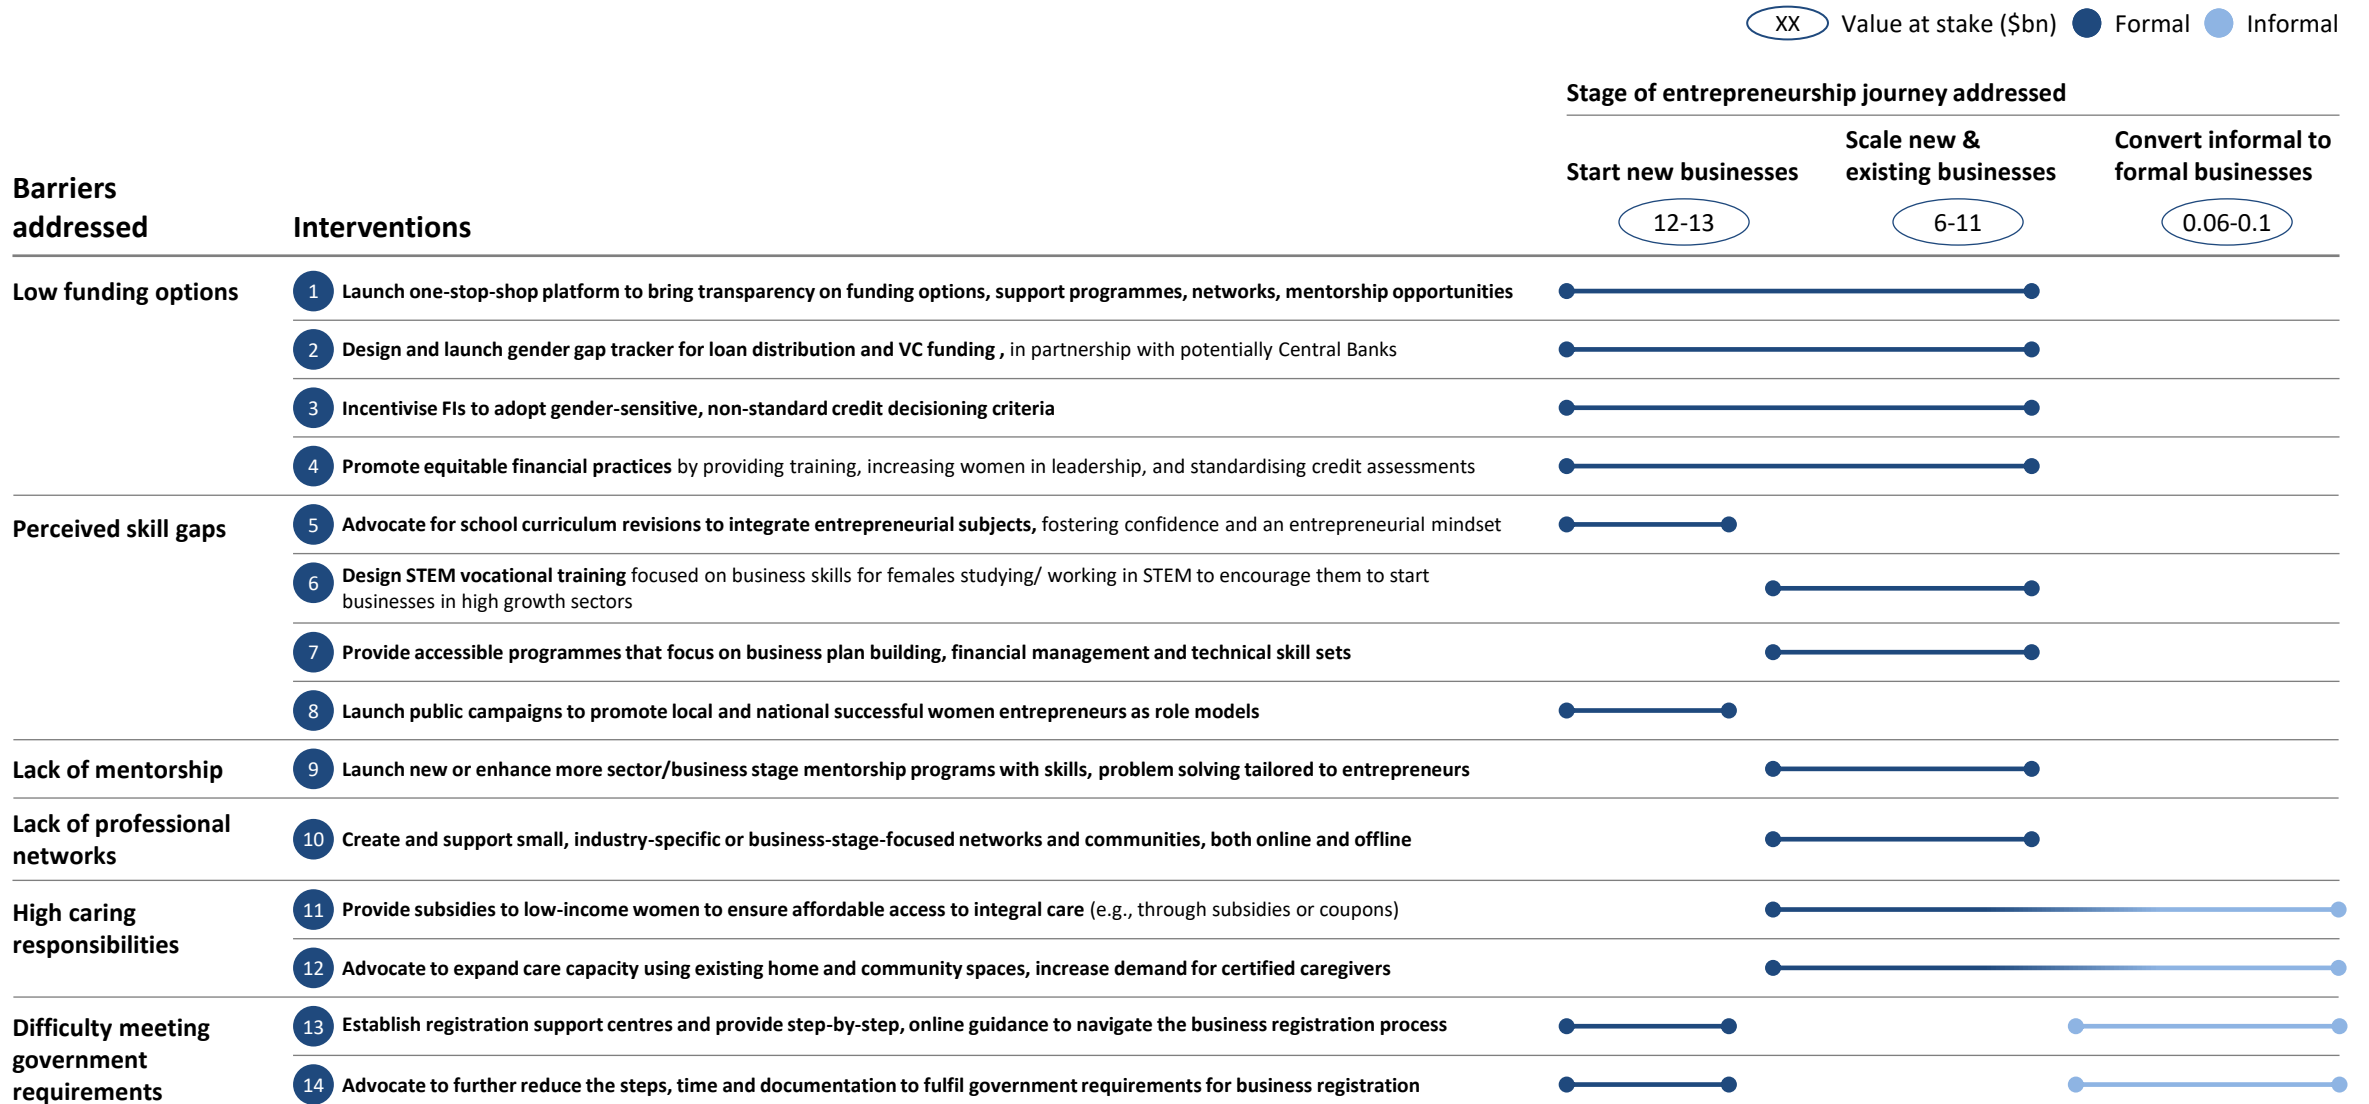 XX Value at stake ($bn) Formal Informal
Stage of entrepreneurship journey addressed
Barriers
addressed
Interventions
Start new businesses
Scale new &
existing businesses
Convert informal to
formal businesses
12-13
6-11
0.06-0.1
Low funding options
1 Launch one-stop-shop platform to bring transparency on funding options, support programmes, networks, mentorship opportunities
2 Design and launch gender gap tracker for loan distribution and VC funding , in partnership with potentially Central Banks
3 Incentivise FIs to adopt gender-sensitive, non-standard credit decisioning criteria
4 Promote equitable financial practices by providing training, increasing women in leadership, and standardising credit assessments
Perceived skill gaps
5 Advocate for school curriculum revisions to integrate entrepreneurial subjects, fostering confidence and an entrepreneurial mindset
6 Design STEM vocational training focused on business skills for females studying/ working in STEM to encourage them to start
businesses in high growth sectors
7 Provide accessible programmes that focus on business plan building, financial management and technical skill sets
8 Launch public campaigns to promote local and national successful women entrepreneurs as role models
Lack of mentorship
9 Launch new or enhance more sector/business stage mentorship programs with skills, problem solving tailored to entrepreneurs
Lack of professional
networks
10 Create and support small, industry-specific or business-stage-focused networks and communities, both online and offline
High caring
responsibilities
11 Provide subsidies to low-income women to ensure affordable access to integral care (e.g., through subsidies or coupons)
12 Advocate to expand care capacity using existing home and community spaces, increase demand for certified caregivers
Difficulty meeting
government
requirements
13 Establish registration support centres and provide step-by-step, online guidance to navigate the business registration process
14 Advocate to further reduce the steps, time and documentation to fulfil government requirements for business registration